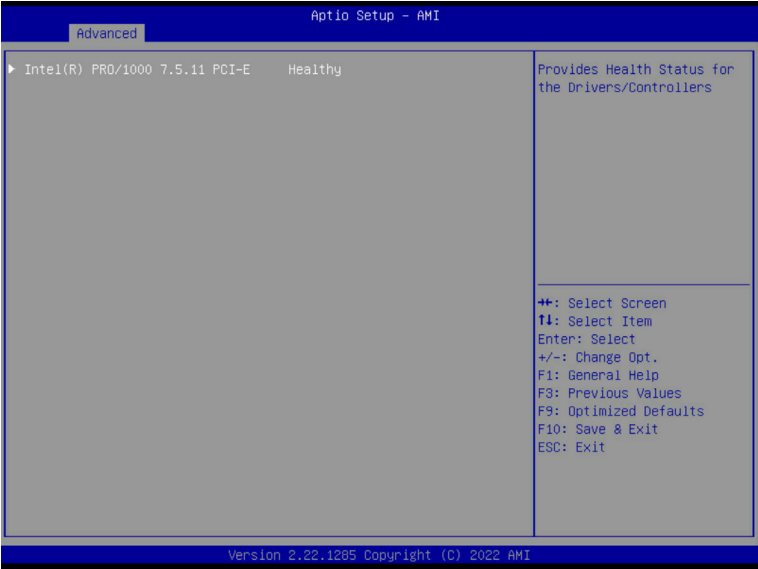 Aptio Setup – AMI
Advanced
▶ Intel(R) PRO/1000 7.5.11 PCI-E Healthy
Provides Health Status for
the Drivers/Controllers
→←: Select Screen
↑↓: Select Item
Enter: Select
+/-: Change Opt.
F1: General Help
F3: Previous Values
F9: Optimized Defaults
F10: Save & Exit
ESC: Exit
Version 2.22.1285 Copyright (C) 2022 AMI